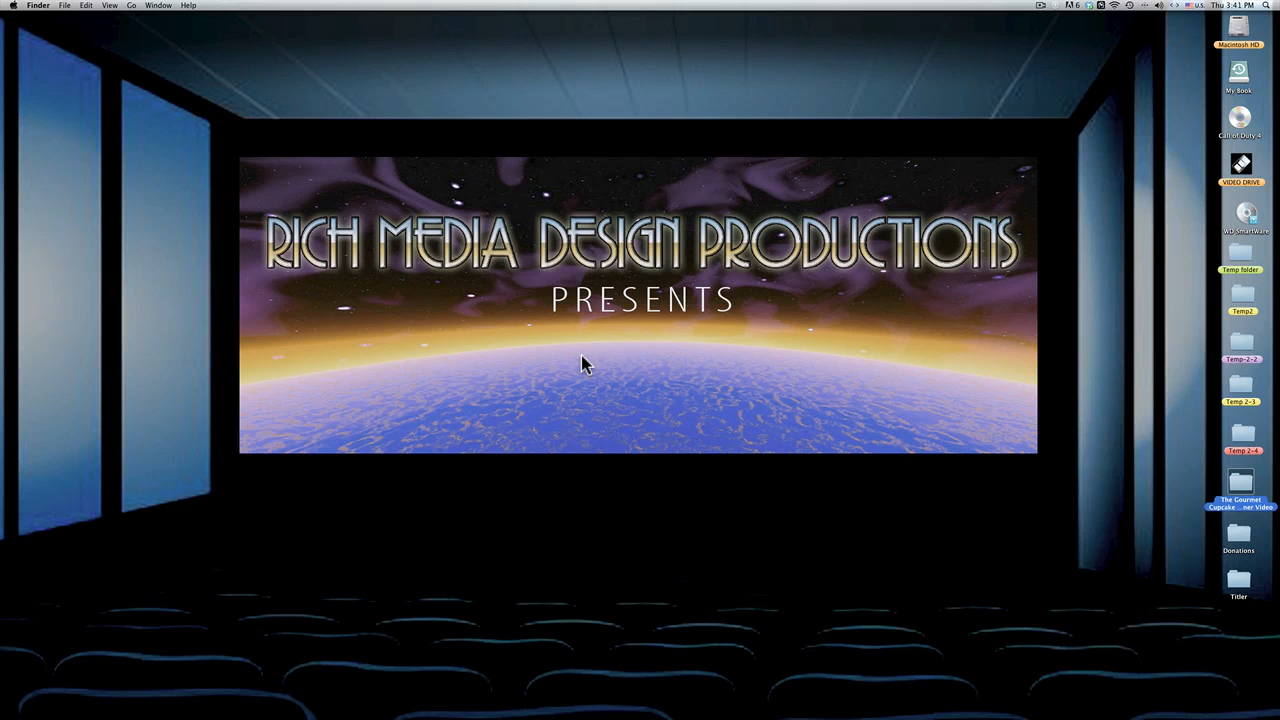 Finder File Edit View Go Window Help
6 U.S. Thu 3:41 PM
Macintosh HD
My Book
Call of Duty 4
VIDEO DRIVE
WD SmartWare
Temp folder
Temp2
Temp-2-2
Temp 2-3
Temp 2-4
The Gourmet
Cupcake ...ner Video
Donations
Titler
RICH MEDIA DESIGN PRODUCTIONS
PRESENTS